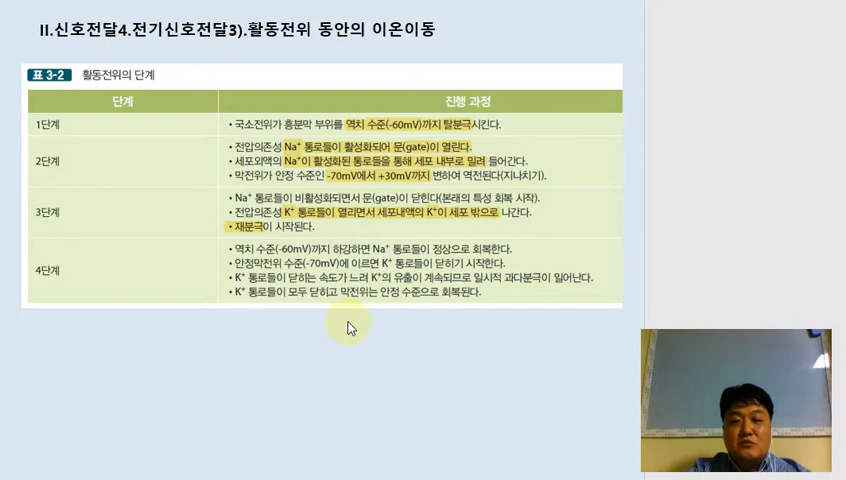 II.신호전달4.전기신호전달3).활동전위 동안의 이온이동
표 3-2 활동전위의 단계
단계 진행 과정
1단계
• 국소전위가 흥분막 부위를 역치 수준(-60mV)까지 탈분극시킨다.
2단계
• 전압의존성 Na⁺ 통로들이 활성화되어 문(gate)이 열린다.
• 세포외액의 Na⁺이 활성화된 통로들을 통해 세포 내부로 밀려 들어간다.
• 막전위가 안정 수준인 -70mV에서 +30mV까지 변하여 역전된다(지나치기).
3단계
• Na⁺ 통로들이 비활성화되면서 문(gate)이 닫힌다(본래의 특성 회복 시작).
• 전압의존성 K⁺ 통로들이 열리면서 세포내액의 K⁺이 세포 밖으로 나간다.
• 재분극이 시작된다.
4단계
• 역치 수준(-60mV)까지 하강하면 Na⁺ 통로들이 정상으로 회복한다.
• 안정막전위 수준(-70mV)에 이르면 K⁺ 통로들이 닫히기 시작한다.
• K⁺ 통로들이 닫히는 속도가 느려 K⁺의 유출이 계속되므로 일시적 과다분극이 일어난다.
• K⁺ 통로들이 모두 닫히고 막전위는 안정 수준으로 회복된다.